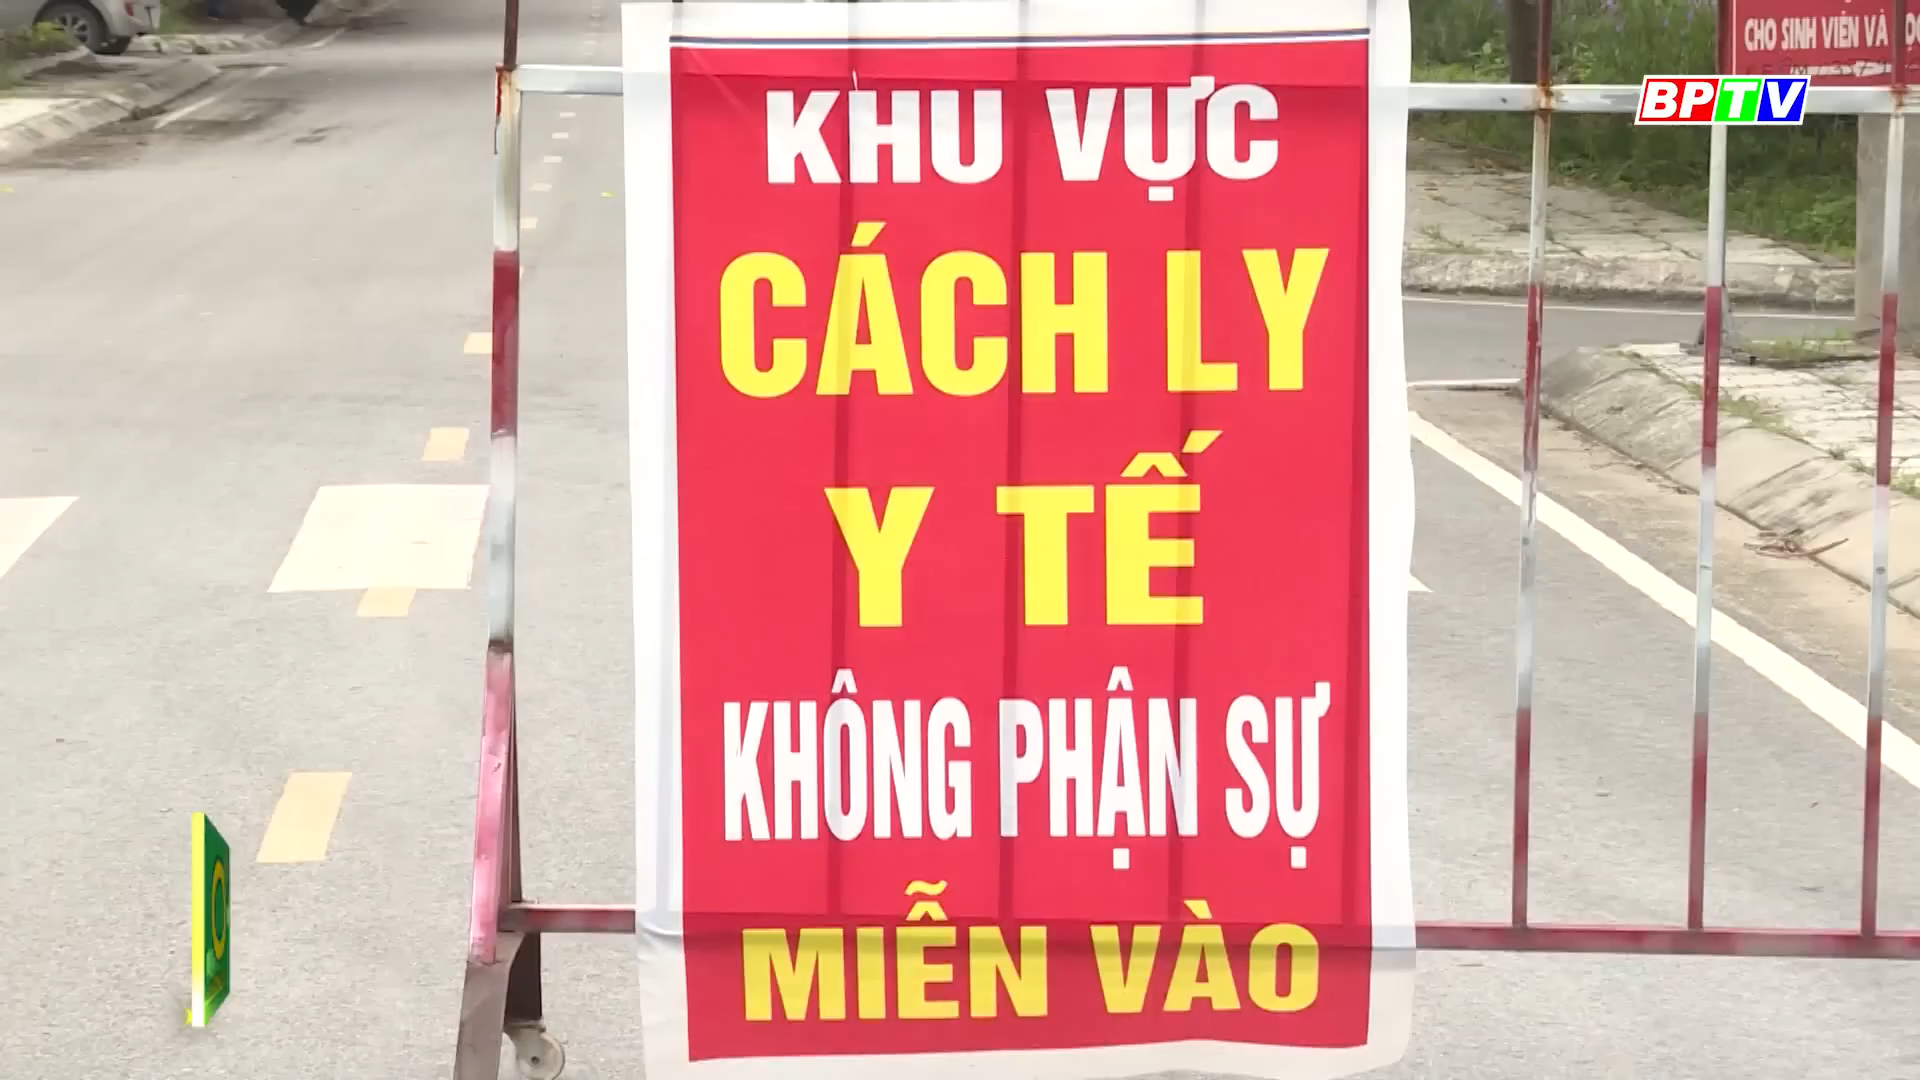 KHU VỰC
CÁCH LY
Y TẾ
KHÔNG PHẬN SỰ
MIỄN VÀO
CHO SINH VIÊN VÀ
BPTV